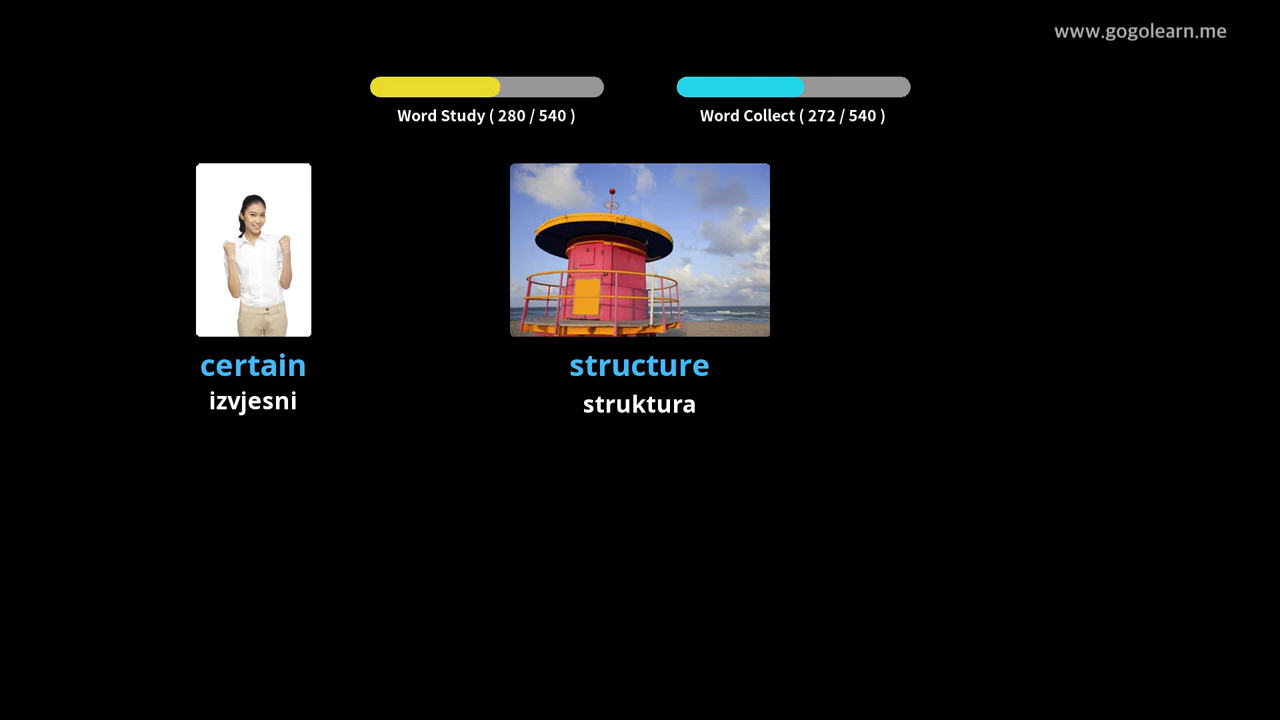 www.gogolearn.me
Word Study ( 280 / 540 )
Word Collect ( 272 / 540 )
certain
izvjesni
structure
struktura